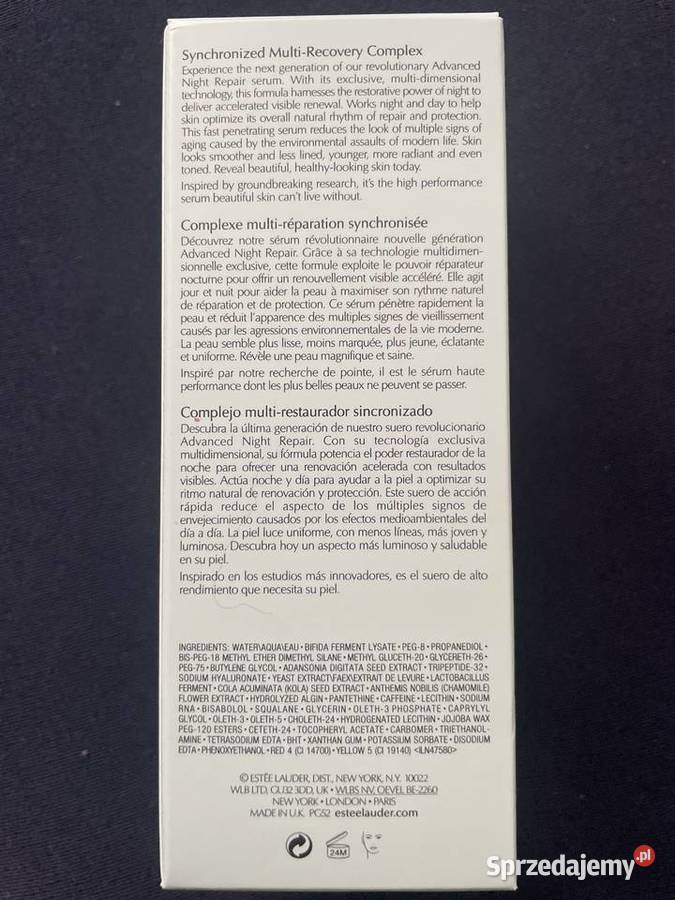 Synchronized Multi-Recovery Complex
Experience the next generation of our revolutionary Advanced
Night Repair serum. With its exclusive, multi-dimensional
technology, this formula harnesses the restorative power of night to
deliver accelerated visible renewal. Works night and day to help
skin optimize its overall natural rhythm of repair and protection.
This fast penetrating serum reduces the look of multiple signs of
aging caused by the environmental assaults of modern life. Skin
looks smoother and less lined, younger, more radiant and even
toned. Reveal beautiful, healthy-looking skin today.
Inspired by groundbreaking research, it's the high performance
serum beautiful skin can't live without.
Complexe multi-réparation synchronisée
Découvrez notre sérum révolutionnaire nouvelle génération
Advanced Night Repair. Grâce à sa technologie multidimen-
sionnelle exclusive, cette formule exploite le pouvoir réparateur
nocturne pour offrir un renouvellement visible accéléré. Elle agit
jour et nuit pour aider la peau à maximiser son rythme naturel
de réparation et de protection. Ce sérum pénètre rapidement la
peau et réduit l'apparence des multiples signes de vieillissement
causés par les agressions environnementales de la vie moderne.
La peau semble plus lisse, moins marquée, plus jeune, éclatante
et uniforme. Révèle une peau magnifique et saine.
Inspiré par notre recherche de pointe, il est le sérum haute
performance dont les plus belles peaux ne peuvent se passer.
Complejo multi-restaurador sincronizado
Descubra la última generación de nuestro suero revolucionario
Advanced Night Repair. Con su tecnología exclusiva
multidimensional, su fórmula potencia el poder restaurador de la
noche para ofrecer una renovación acelerada con resultados
visibles. Actúa noche y día para ayudar a la piel a optimizar su
ritmo natural de renovación y protección. Este suero de acción
rápida reduce el aspecto de los múltiples signos de
envejecimiento causados por los efectos medioambientales del
día a día. La piel luce uniforme, con menos líneas, más joven y
luminosa. Descubra hoy un aspecto más luminoso y saludable
en su piel.
Inspirado en los estudios más innovadores, es el suero de alto
rendimiento que necesita su piel.
INGREDIENTS: WATER\AQUA\EAU • BIFIDA FERMENT LYSATE • PEG-8 • PROPANEDIOL •
BIS-PEG-18 METHYL ETHER DIMETHYL SILANE • METHYL GLUCETH-20 • GLYCERETH-26 •
PEG-75 • BUTYLENE GLYCOL • ADANSONIA DIGITATA SEED EXTRACT • TRIPEPTIDE-32 •
SODIUM HYALURONATE • YEAST EXTRACT\FAEX\EXTRAIT DE LEVURE • LACTOBACILLUS
FERMENT • COLA ACUMINATA (KOLA) SEED EXTRACT • ANTHEMIS NOBILIS (CHAMOMILE)
FLOWER EXTRACT • HYDROLYZED ALGIN • PANTETHINE • CAFFEINE • LECITHIN • SODIUM
RNA • BISABOLOL • SQUALANE • GLYCERIN • OLETH-3 PHOSPHATE • CAPRYLYL
GLYCOL • OLETH-3 • OLETH-5 • CHOLETH-24 • HYDROGENATED LECITHIN • JOJOBA WAX
PEG-120 ESTERS • CETETH-24 • TOCOPHERYL ACETATE • CARBOMER • TRIETHANOL-
AMINE • TETRASODIUM EDTA • BHT • XANTHAN GUM • POTASSIUM SORBATE • DISODIUM
EDTA • PHENOXYETHANOL • RED 4 (CI 14700) • YELLOW 5 (CI 19140) <ILN47580>
© ESTÉE LAUDER, DIST., NEW YORK, N.Y. 10022
WLB LTD, GU32 3DD, UK • WLBS NV. OEVEL BE-2260
NEW YORK • LONDON • PARIS
MADE IN U.K. PG52 esteelauder.com
24M
Sprzedajemy.pl